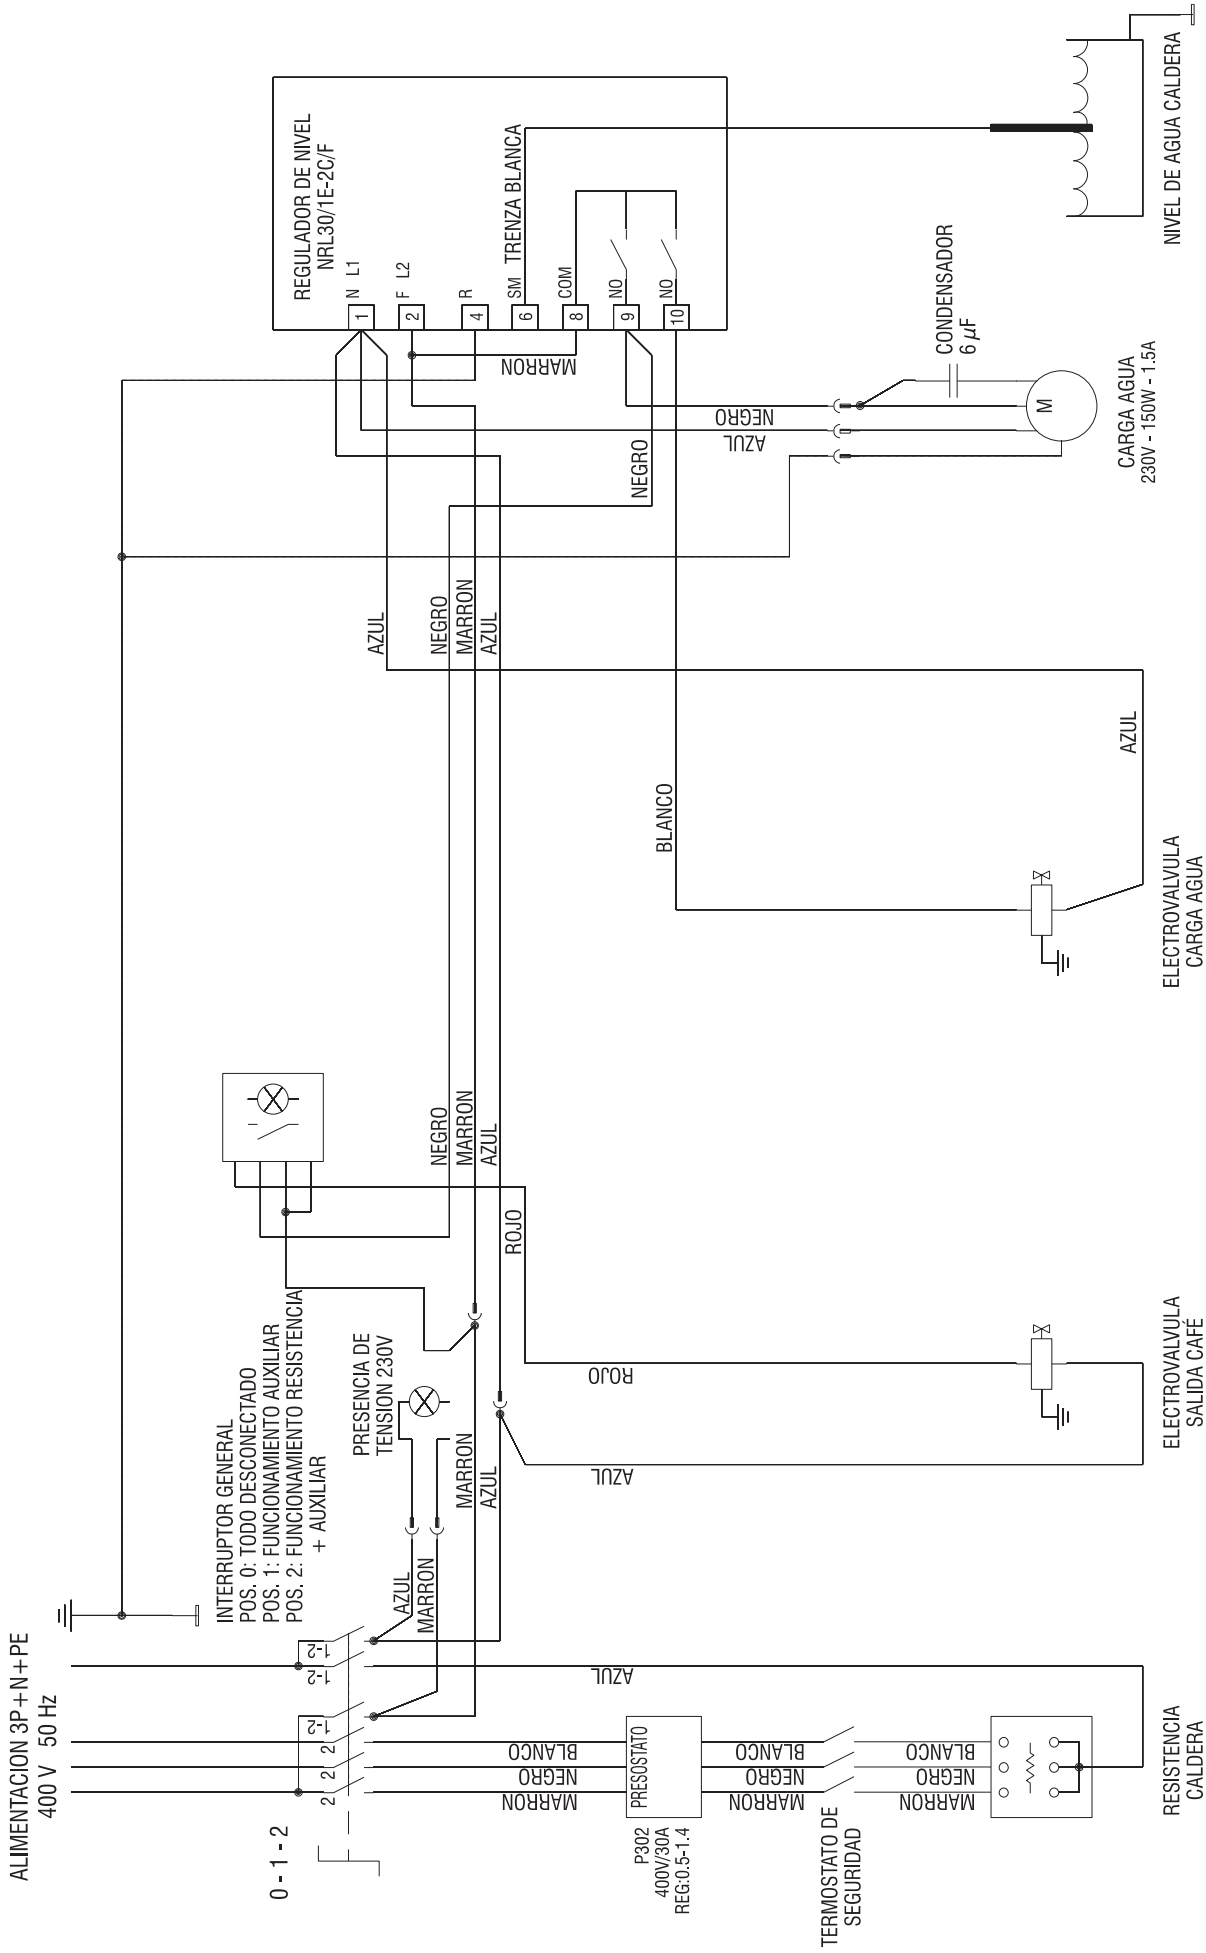 ALIMENTACION 3P+N+PE
400 V 50 Hz
0 - 1 - 2
INTERRUPTOR GENERAL
POS. 0: TODO DESCONECTADO
POS. 1: FUNCIONAMIENTO AUXILIAR
POS. 2: FUNCIONAMIENTO RESISTENCIA
+ AUXILIAR
2
2
2
1-2
1-2
1-2
AZUL
MARRON
PRESENCIA DE
TENSION 230V
MARRON
AZUL
NEGRO
MARRON
AZUL
ROJO
NEGRO
MARRON
AZUL
AZUL
REGULADOR DE NIVEL
NRL30/1E-2C/F
N L1
F L2
R
SM
TRENZA BLANCA
COM
NO
NO
1
2
4
6
8
9
10
MARRON
NEGRO
NEGRO
AZUL
CONDENSADOR
6 µF
M
CARGA AGUA
230V - 150W - 1.5A
NIVEL DE AGUA CALDERA
BLANCO
AZUL
ELECTROVALVULA
CARGA AGUA
ROJO
AZUL
ELECTROVALVULA
SALIDA CAFÉ
AZUL
BLANCO
NEGRO
MARRON
PRESOSTATO
P302
400V/30A
REG:0.5-1.4
BLANCO
NEGRO
MARRON
TERMOSTATO DE
SEGURIDAD
BLANCO
NEGRO
MARRON
RESISTENCIA
CALDERA